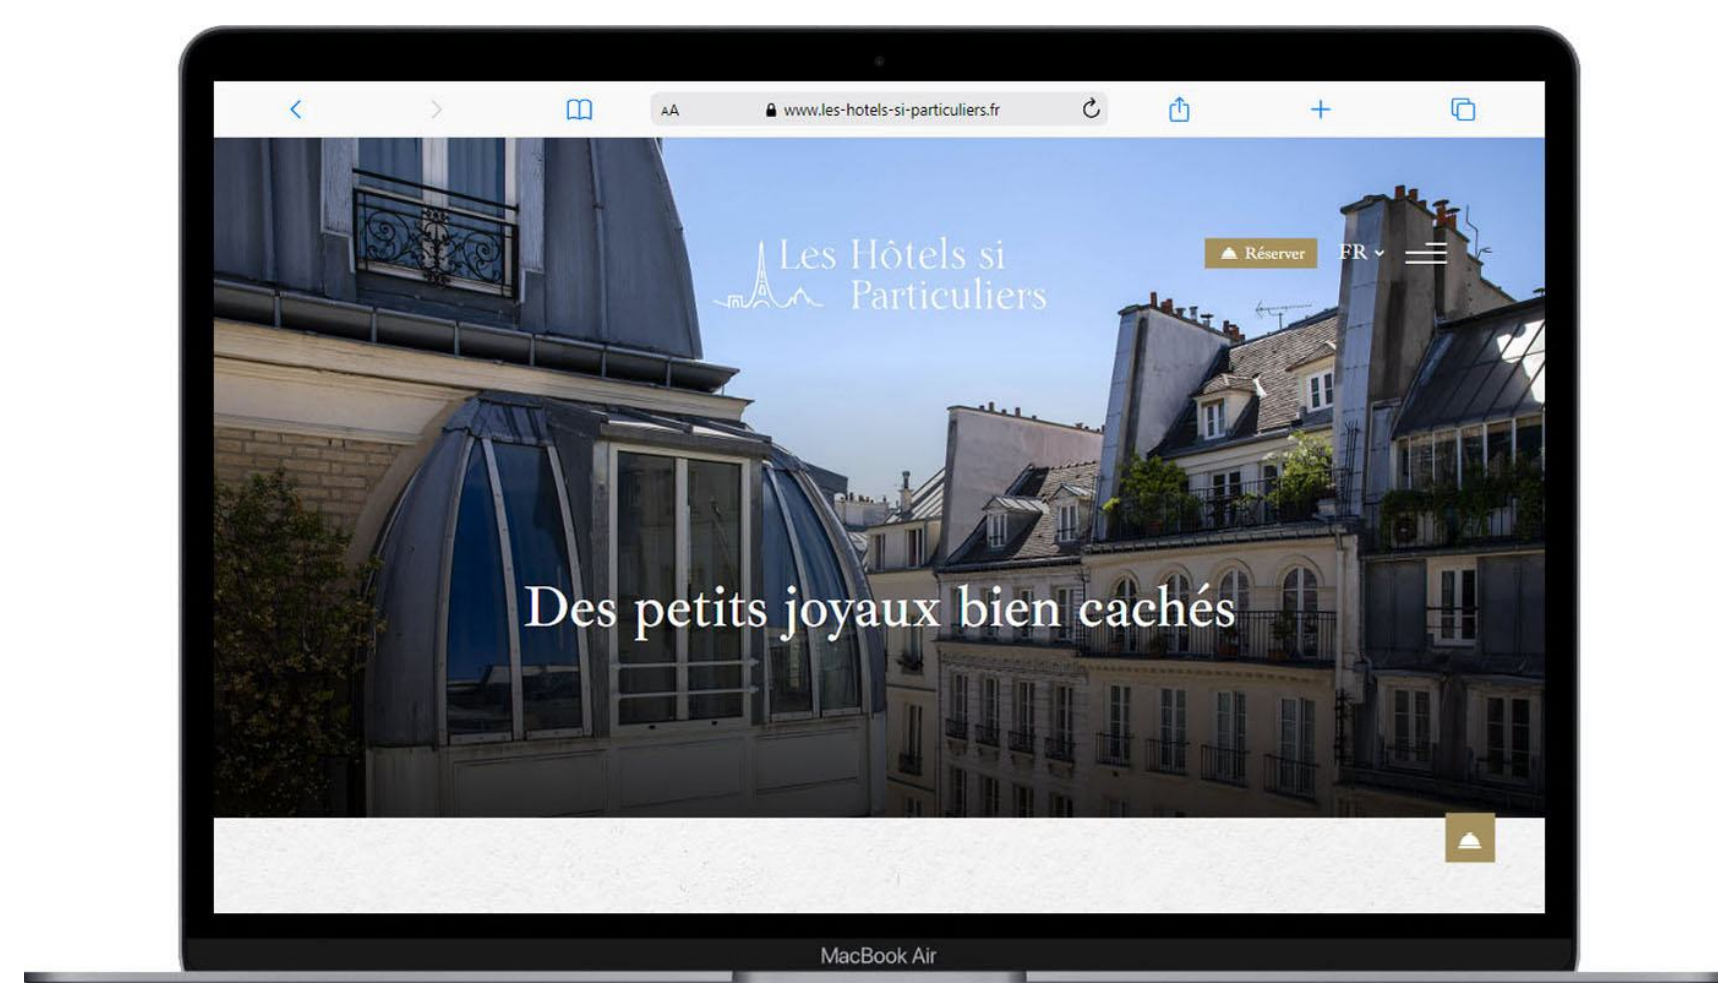 AA
www.les-hotels-si-particuliers.fr
Les Hôtels si
Particuliers
Réserver
FR
Des petits joyaux bien cachés
MacBook Air